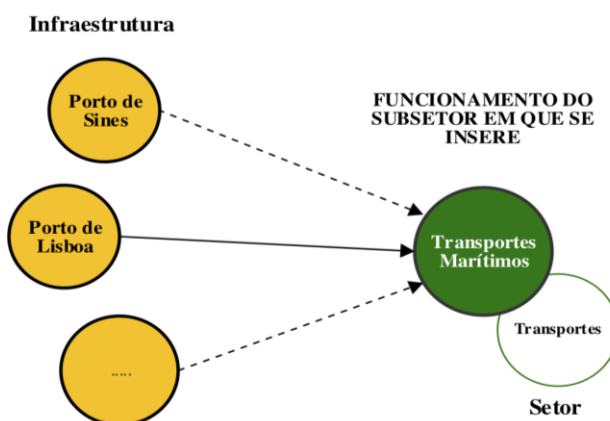 Infraestrutura
Porto de
Sines
FUNCIONAMENTO DO
SUBSETOR EM QUE SE
INSERE
Porto de
Lisboa
Transportes
Marítimos
Transportes
.....
Setor